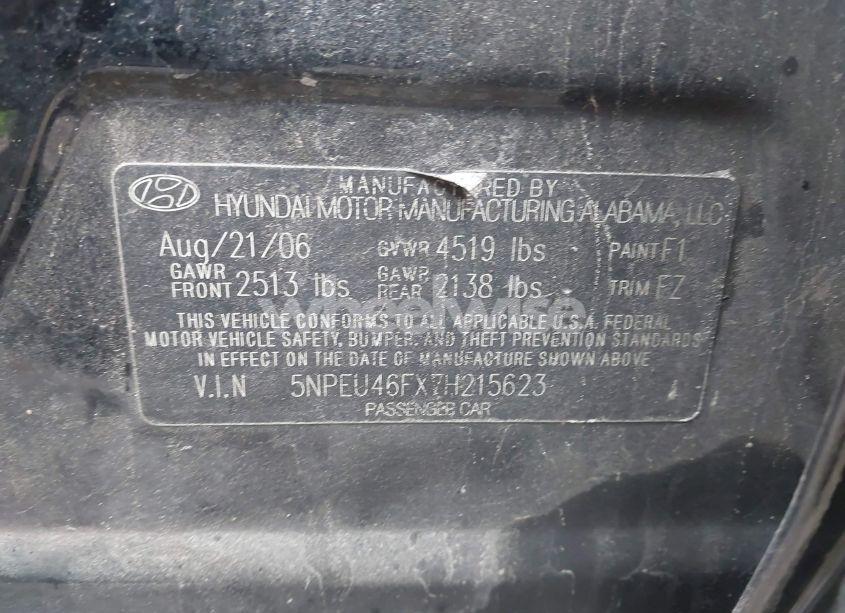 MANUFACTURED BY
HYUNDAI MOTOR MANUFACTURING ALABAMA, LLC
Aug/21/06 GVWR 4519 lbs PAINT F1
GAWR FRONT 2513 lbs GAWR REAR 2138 lbs TRIM FZ
THIS VEHICLE CONFORMS TO ALL APPLICABLE U.S.A. FEDERAL
MOTOR VEHICLE SAFETY, BUMPER, AND THEFT PREVENTION STANDARDS
IN EFFECT ON THE DATE OF MANUFACTURE SHOWN ABOVE
V.I.N 5NPEU46FX7H215623
PASSENGER CAR